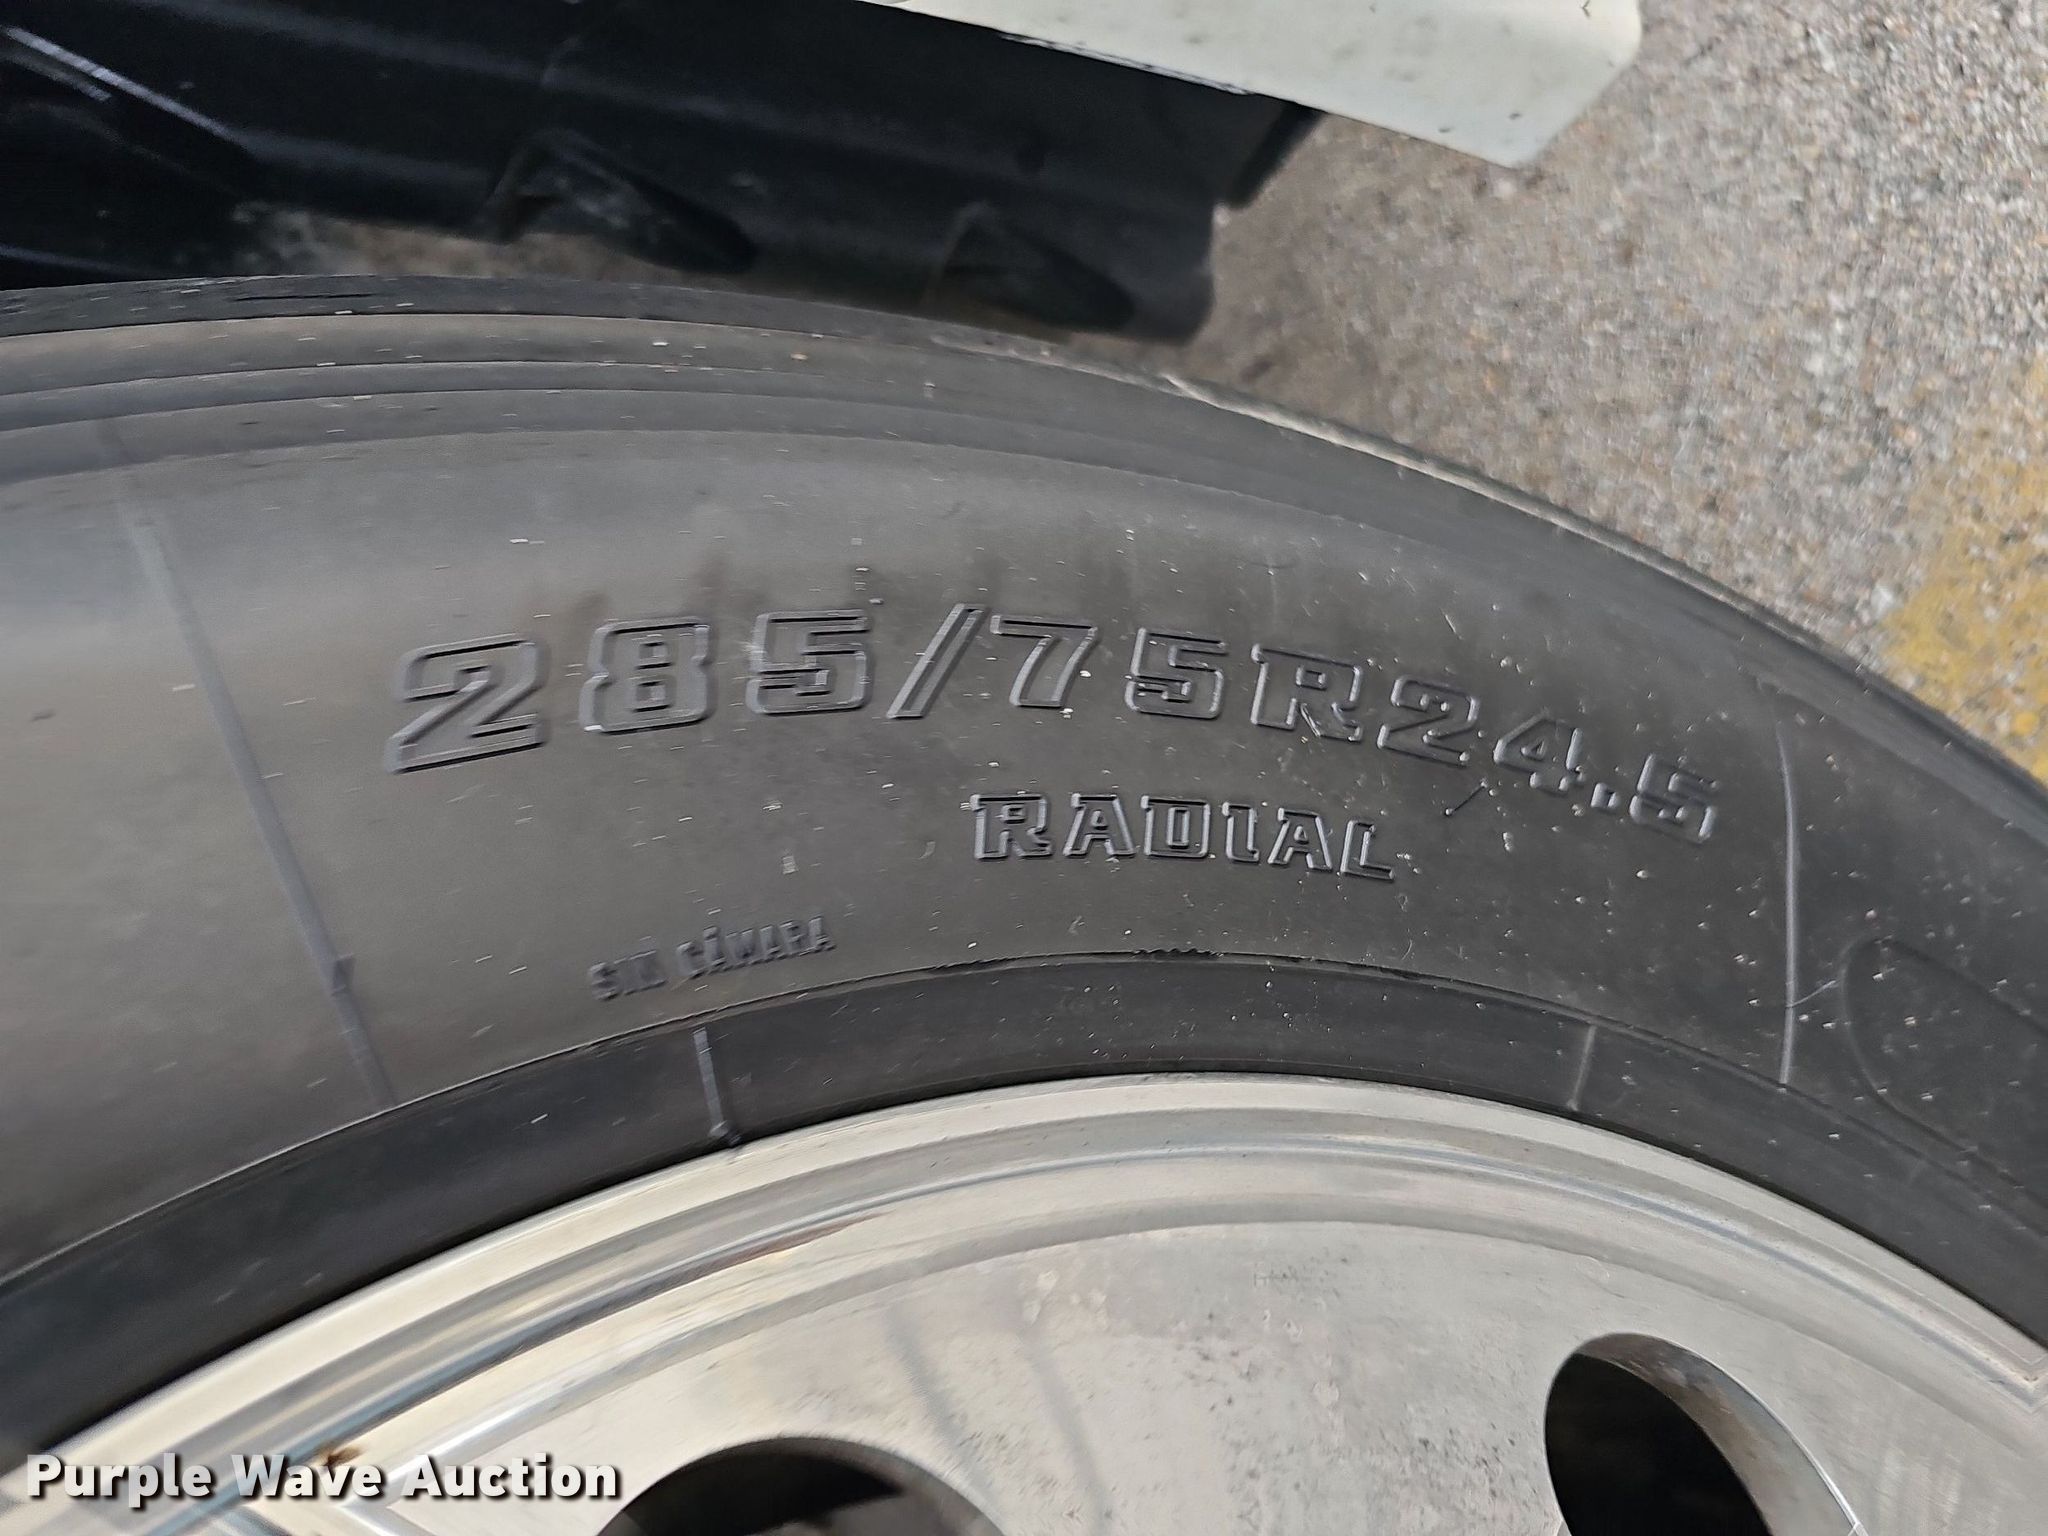 285/75R24.5
RADIAL
SIN CÁMARA
Purple Wave Auction